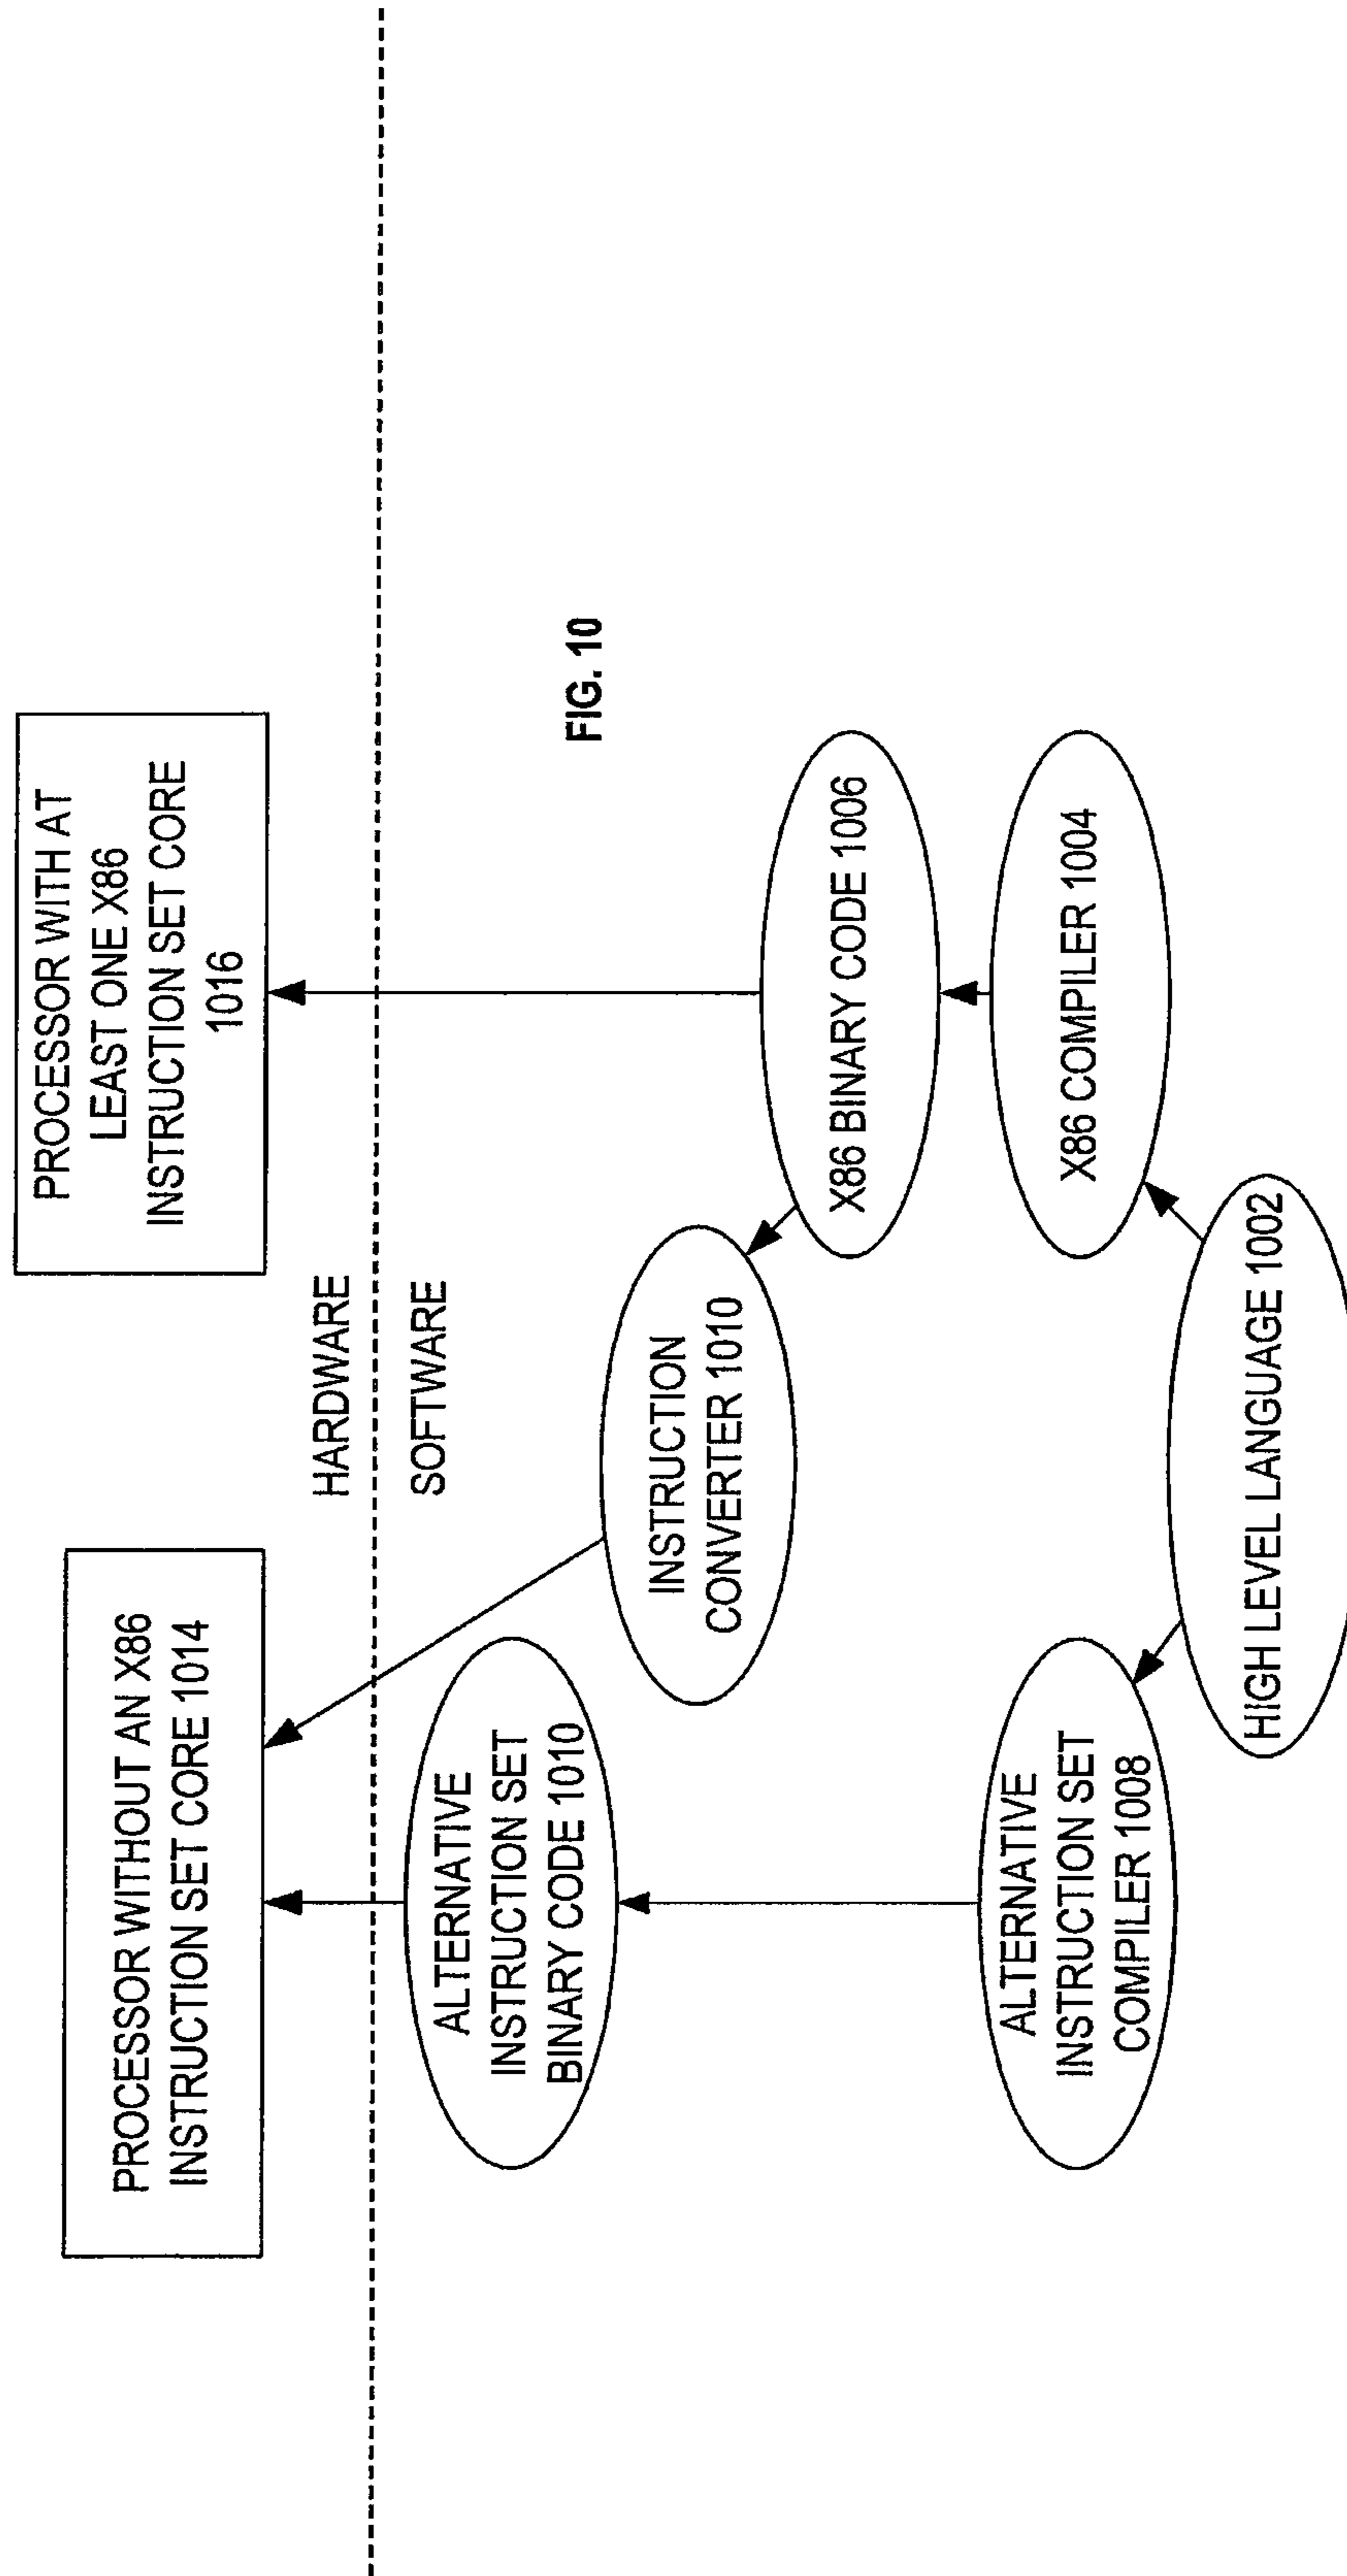 PROCESSOR WITHOUT AN X86
INSTRUCTION SET CORE 1014
PROCESSOR WITH AT
LEAST ONE X86
INSTRUCTION SET CORE
1016
HARDWARE
SOFTWARE
ALTERNATIVE
INSTRUCTION SET
BINARY CODE 1010
INSTRUCTION
CONVERTER 1010
FIG. 10
X86 BINARY CODE 1006
ALTERNATIVE
INSTRUCTION SET
COMPILER 1008
X86 COMPILER 1004
HIGH LEVEL LANGUAGE 1002